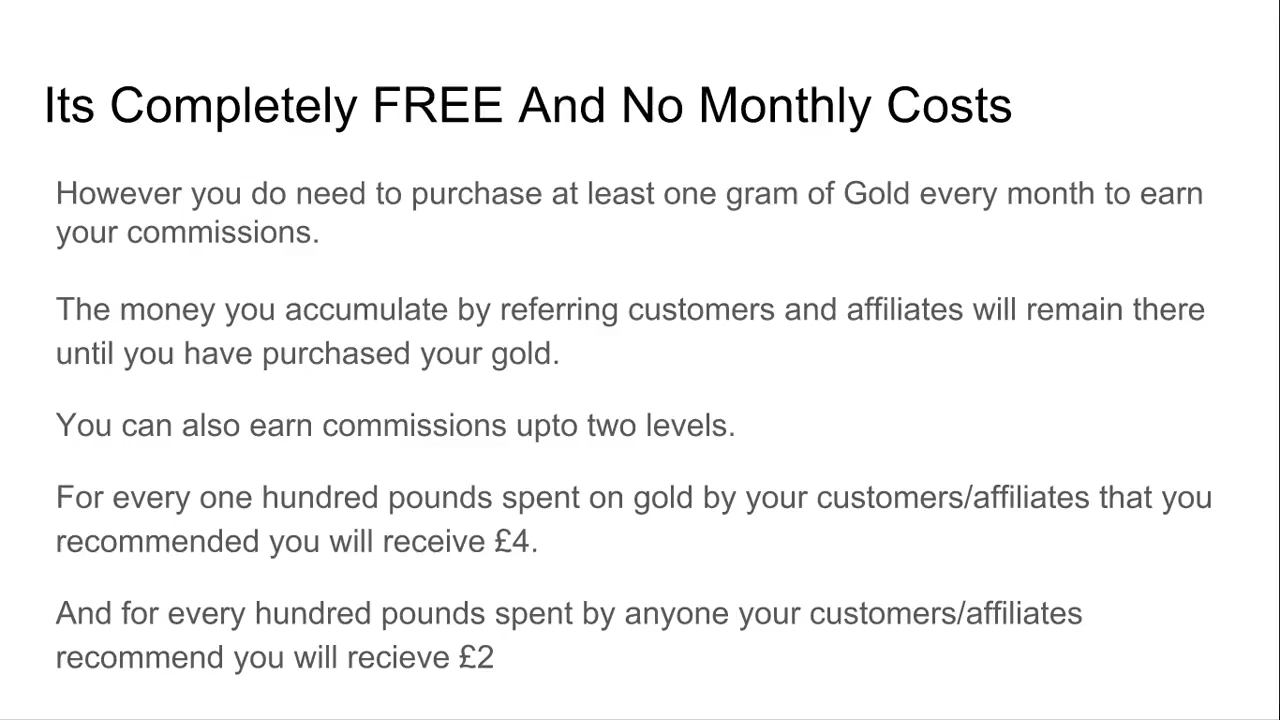 Its Completely FREE And No Monthly Costs
However you do need to purchase at least one gram of Gold every month to earn
your commissions.
The money you accumulate by referring customers and affiliates will remain there
until you have purchased your gold.
You can also earn commissions upto two levels.
For every one hundred pounds spent on gold by your customers/affiliates that you
recommended you will receive £4.
And for every hundred pounds spent by anyone your customers/affiliates
recommend you will recieve £2